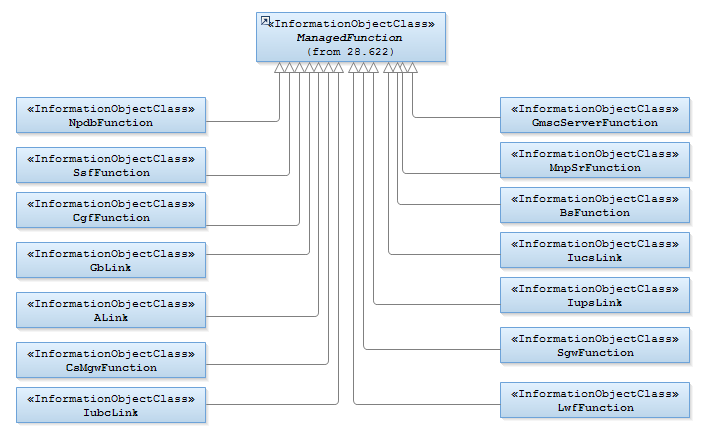 «InformationObjectClass»
ManagedFunction
(from 28.622)
«InformationObjectClass»
NpdbFunction
«InformationObjectClass»
SsfFunction
«InformationObjectClass»
CgfFunction
«InformationObjectClass»
GbLink
«InformationObjectClass»
ALink
«InformationObjectClass»
CsMgwFunction
«InformationObjectClass»
IubcLink
«InformationObjectClass»
GmscServerFunction
«InformationObjectClass»
MnpSrFunction
«InformationObjectClass»
BsFunction
«InformationObjectClass»
IucsLink
«InformationObjectClass»
IupsLink
«InformationObjectClass»
SgwFunction
«InformationObjectClass»
LwfFunction